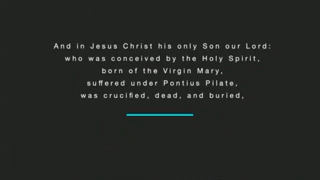 And in Jesus Christ his only Son our Lord:
who was conceived by the Holy Spirit,
born of the Virgin Mary,
suffered under Pontius Pilate,
was crucified, dead, and buried,